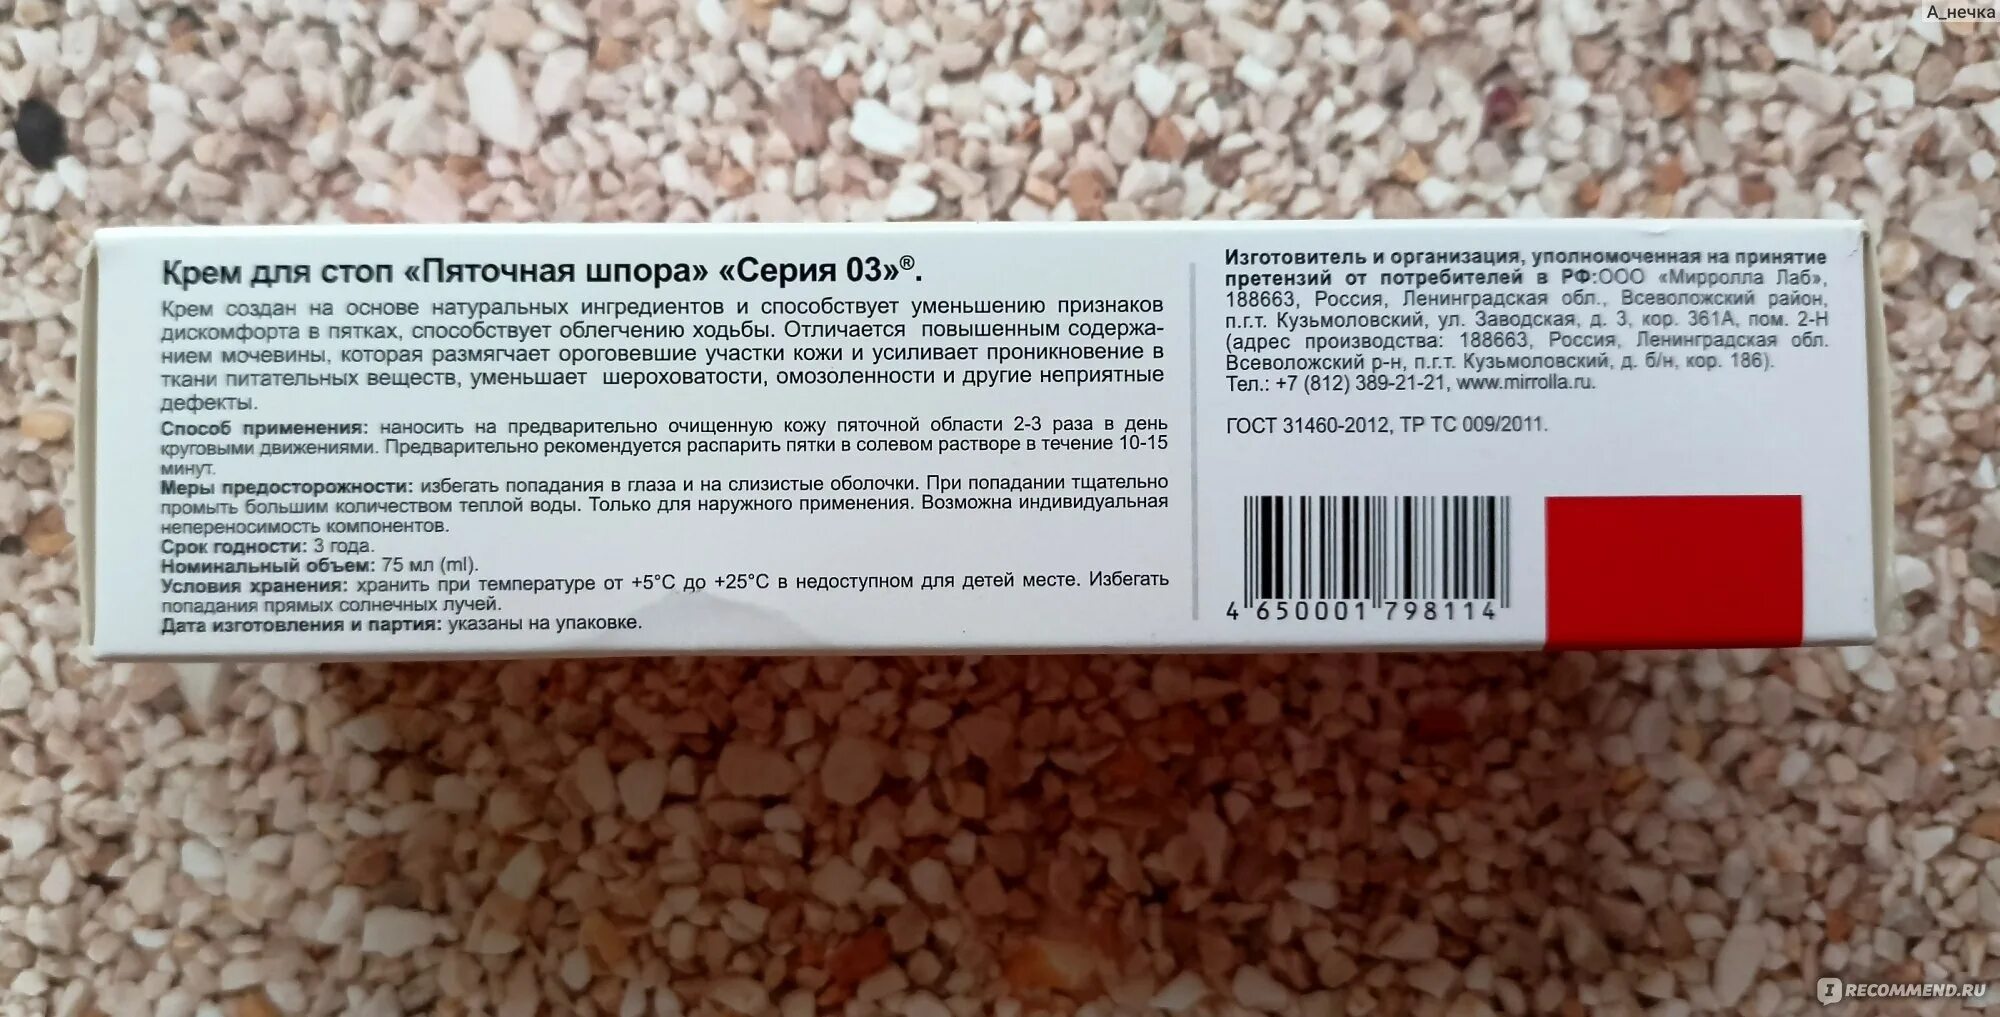 А_нечка
Крем для стоп «Пяточная шпора» «Серия 03»®.
Крем создан на основе натуральных ингредиентов и способствует уменьшению признаков
дискомфорта в пятках, способствует облегчению ходьбы. Отличается повышенным содержа-
нием мочевины, которая размягчает ороговевшие участки кожи и усиливает проникновение в
ткани питательных веществ, уменьшает шероховатости, омозоленности и другие неприятные
дефекты.
Способ применения: наносить на предварительно очищенную кожу пяточной области 2-3 раза в день
круговыми движениями. Предварительно рекомендуется распарить пятки в солевом растворе в течение 10-15
минут.
Меры предосторожности: избегать попадания в глаза и на слизистые оболочки. При попадании тщательно
промыть большим количеством теплой воды. Только для наружного применения. Возможна индивидуальная
непереносимость компонентов.
Срок годности: 3 года.
Номинальный объем: 75 мл (ml).
Условия хранения: хранить при температуре от +5°C до +25°C в недоступном для детей месте. Избегать
попадания прямых солнечных лучей.
Дата изготовления и партия: указаны на упаковке.
Изготовитель и организация, уполномоченная на принятие
претензий от потребителей в РФ:ООО «Мирролла Лаб»,
188663, Россия, Ленинградская обл., Всеволожский район,
п.г.т. Кузьмоловский, ул. Заводская, д. 3, кор. 361А, пом. 2-Н
(адрес производства: 188663, Россия, Ленинградская обл.
Всеволожский р-н, п.г.т. Кузьмоловский, д. б/н, кор. 186).
Тел.: +7 (812) 389-21-21, www.mirrolla.ru.
ГОСТ 31460-2012, ТР ТС 009/2011.
4 650001 798114
I RECOMMEND.RU